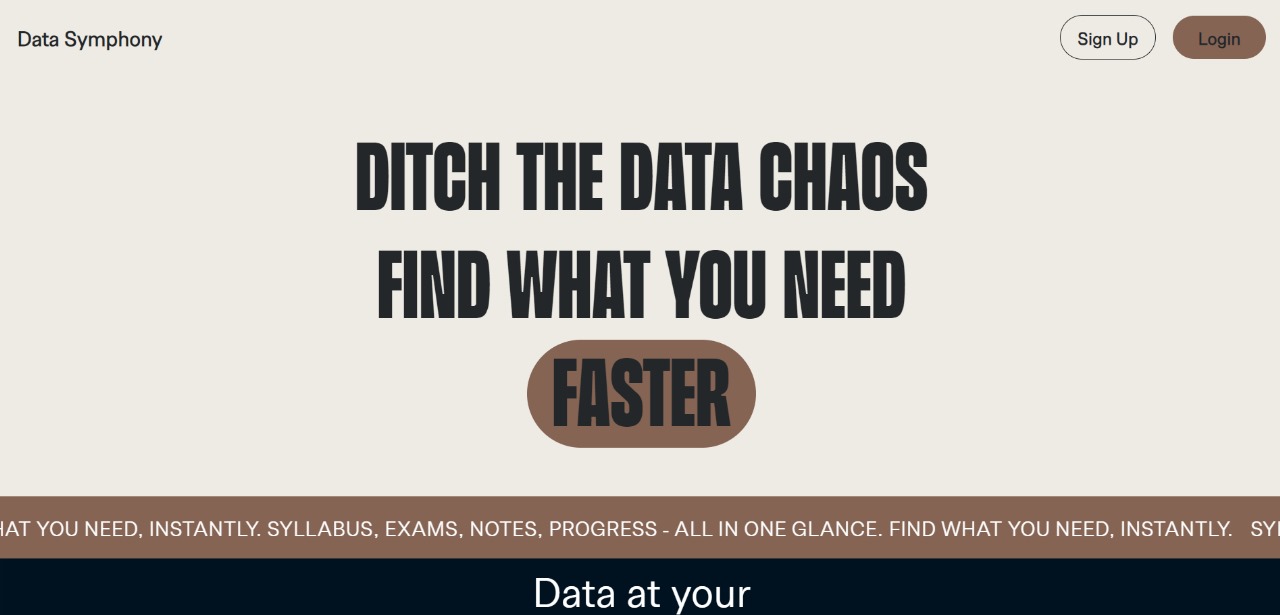 Data Symphony
Sign Up
Login
DITCH THE DATA CHAOS
FIND WHAT YOU NEED
FASTER
YOU NEED, INSTANTLY. SYLLABUS, EXAMS, NOTES, PROGRESS - ALL IN ONE GLANCE. FIND WHAT YOU NEED, INSTANTLY.
Data at your